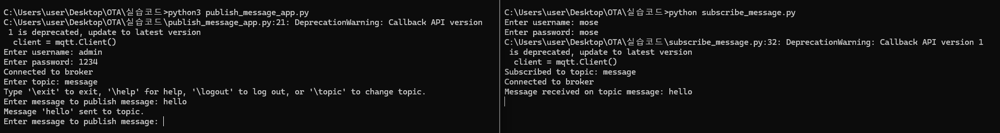 C:\Users\user\Desktop\OTA\실습코드>python3 publish_message_app.py
C:\Users\user\Desktop\OTA\실습코드\publish_message_app.py:21: DeprecationWarning: Callback API version
 1 is deprecated, update to latest version
  client = mqtt.Client()
Enter username: admin
Enter password: 1234
Connected to broker
Enter topic: message
Type '\exit' to exit, '\help' for help, '\logout' to log out, or '\topic' to change topic.
Enter message to publish message: hello
Message 'hello' sent to topic.
Enter message to publish message:
C:\Users\user\Desktop\OTA\실습코드>python subscribe_message.py
Enter username: mose
Enter password: mose
C:\Users\user\Desktop\OTA\실습코드\subscribe_message.py:32: DeprecationWarning: Callback API version 1
 is deprecated, update to latest version
  client = mqtt.Client()
Subscribed to topic: message
Connected to broker
Message received on topic message: hello